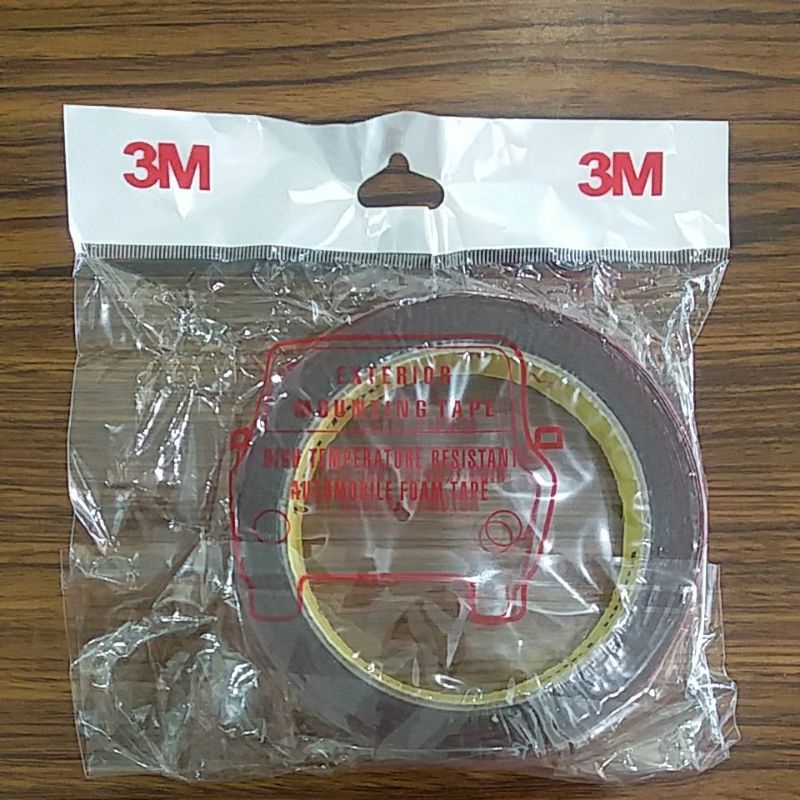 3M 3M
EXTERIOR
MOUNTING TAPE
HIGH TEMPERATURE RESISTANT
AUTOMOBILE FOAM TAPE